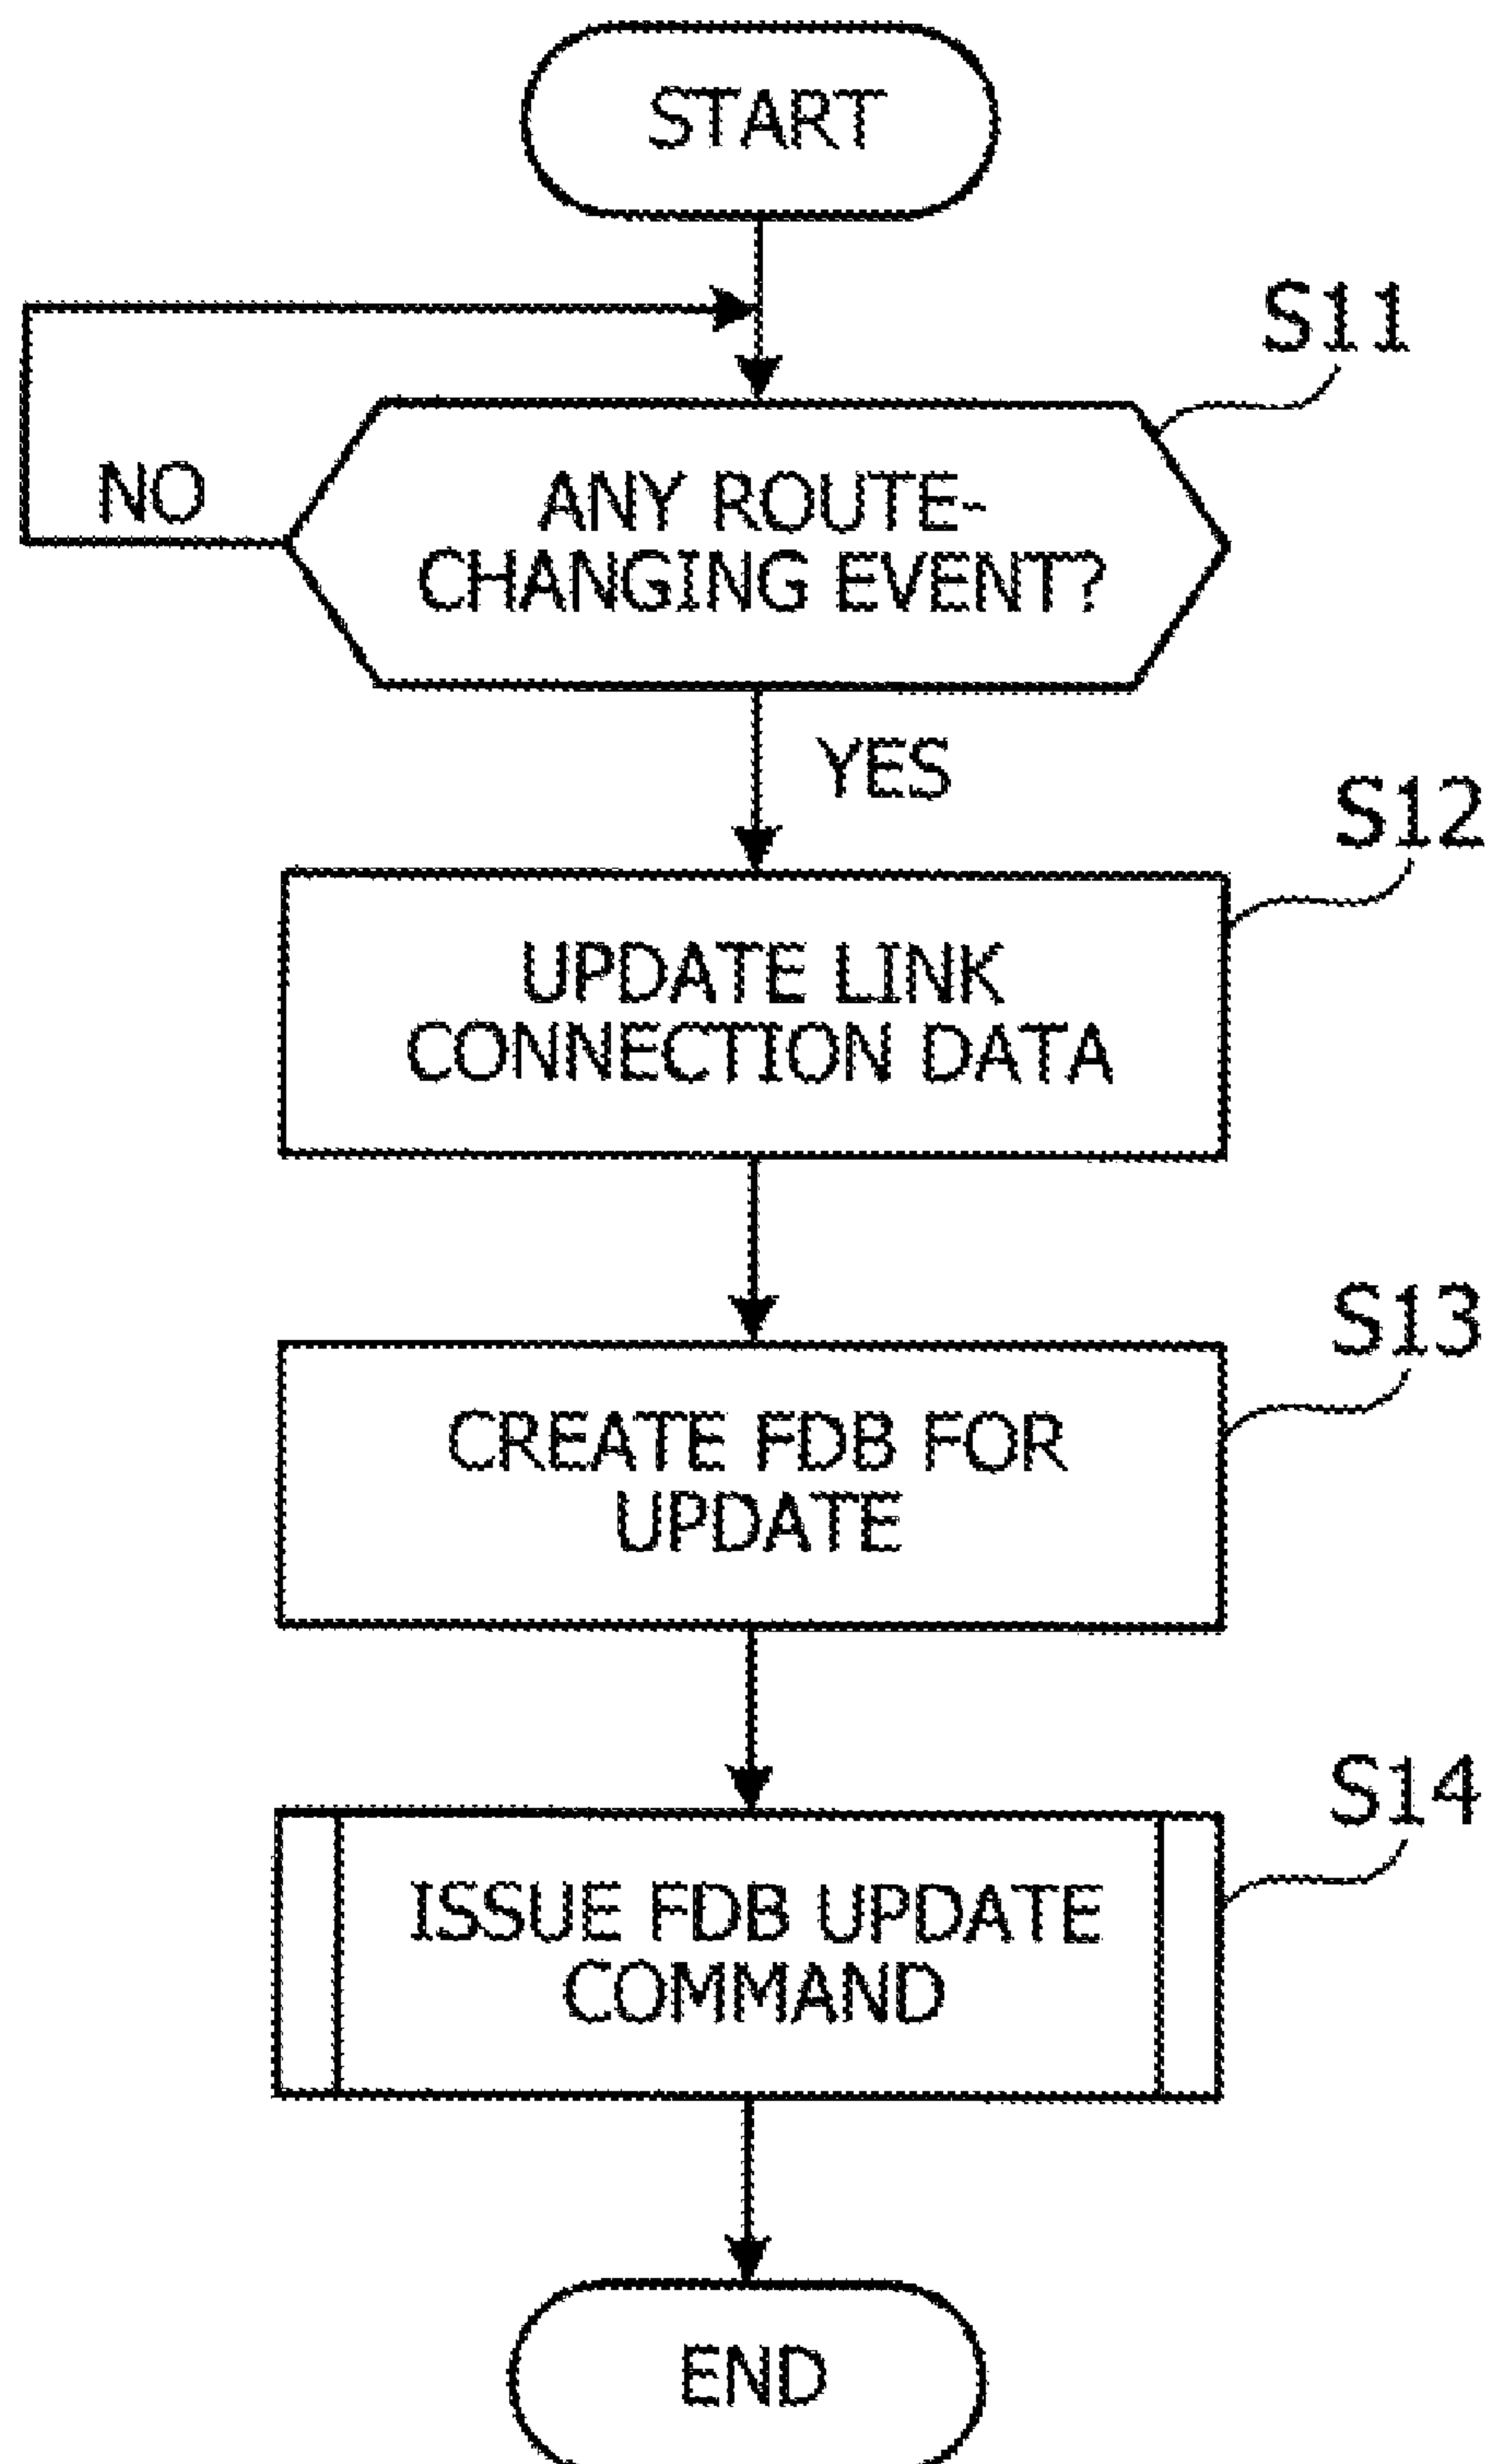 START
S11
NO
ANY ROUTE-
CHANGING EVENT?
YES
S12
UPDATE LINK
CONNECTION DATA
S13
CREATE FDB FOR
UPDATE
S14
ISSUE FDB UPDATE
COMMAND
END